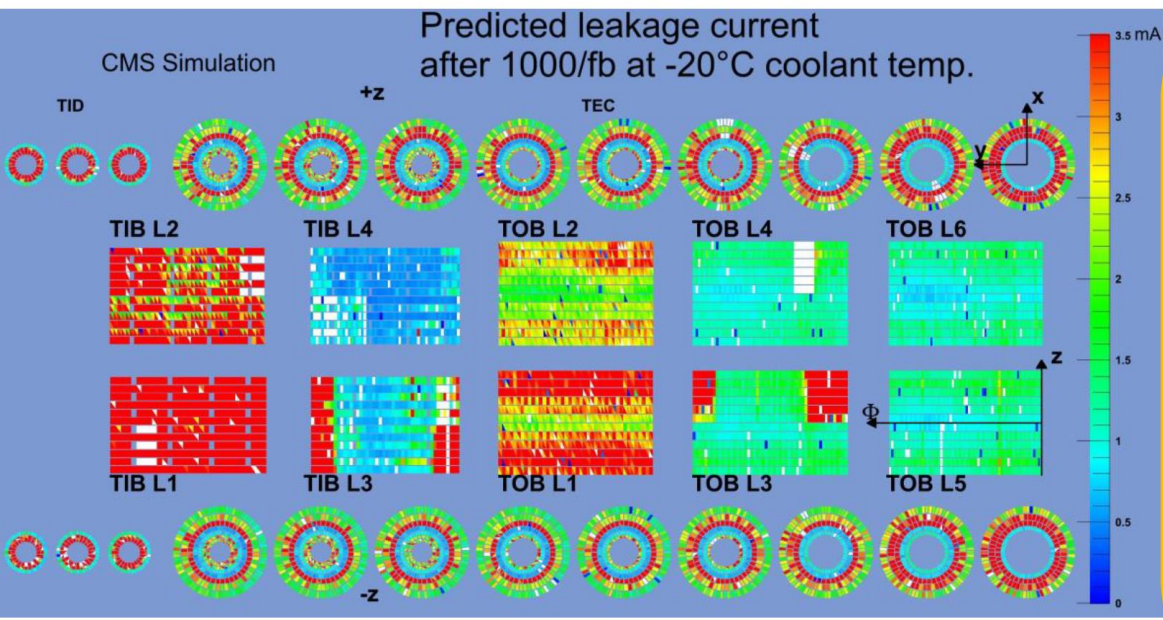 Predicted leakage current
after 1000/fb at -20°C coolant temp.
CMS Simulation
3.5 mA
+z
TID
TEC
x
y
3
2.5
TIB L2
TIB L4
TOB L2
TOB L4
TOB L6
2
1.5
z
Φ
1
TIB L1
TIB L3
TOB L1
TOB L3
TOB L5
0.5
-z
0